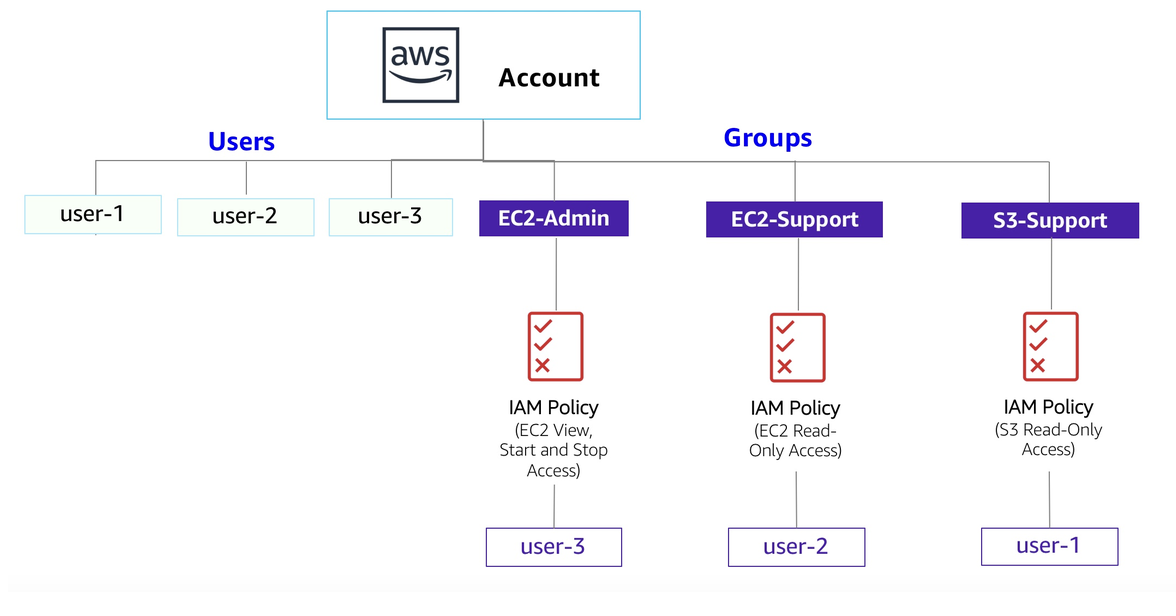 aws
Account
Users
Groups
user-1
user-2
user-3
EC2-Admin
EC2-Support
S3-Support
IAM Policy
(EC2 View,
Start and Stop
Access)
IAM Policy
(EC2 Read-
Only Access)
IAM Policy
(S3 Read-Only
Access)
user-3
user-2
user-1